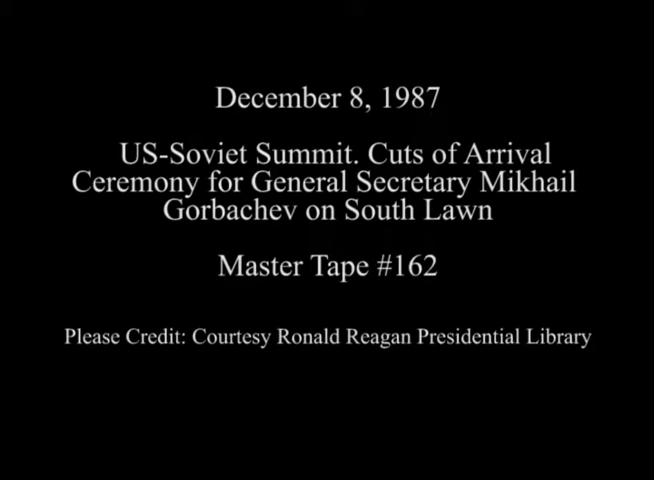 December 8, 1987
US-Soviet Summit. Cuts of Arrival
Ceremony for General Secretary Mikhail
Gorbachev on South Lawn
Master Tape #162
Please Credit: Courtesy Ronald Reagan Presidential Library